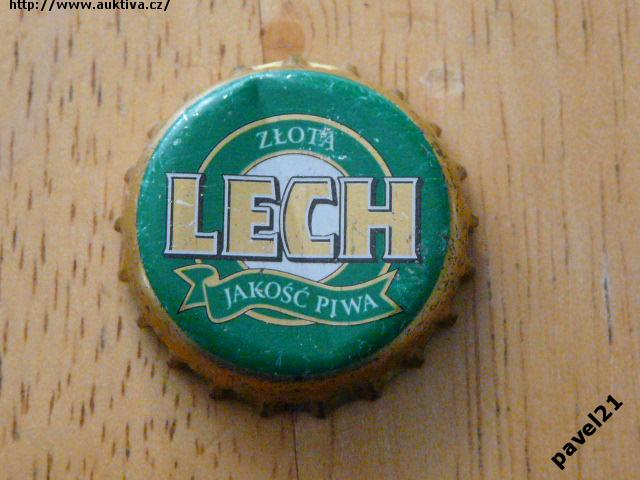 http://www.auktiva.cz/
ZŁOTA
LECH
JAKOŚĆ PIWA
pavel21